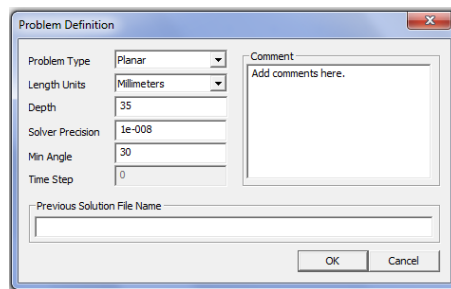 Problem Definition
Problem Type Planar
Length Units Millimeters
Depth 35
Solver Precision 1e-008
Min Angle 30
Time Step 0
Comment
Add comments here.
Previous Solution File Name
OK Cancel